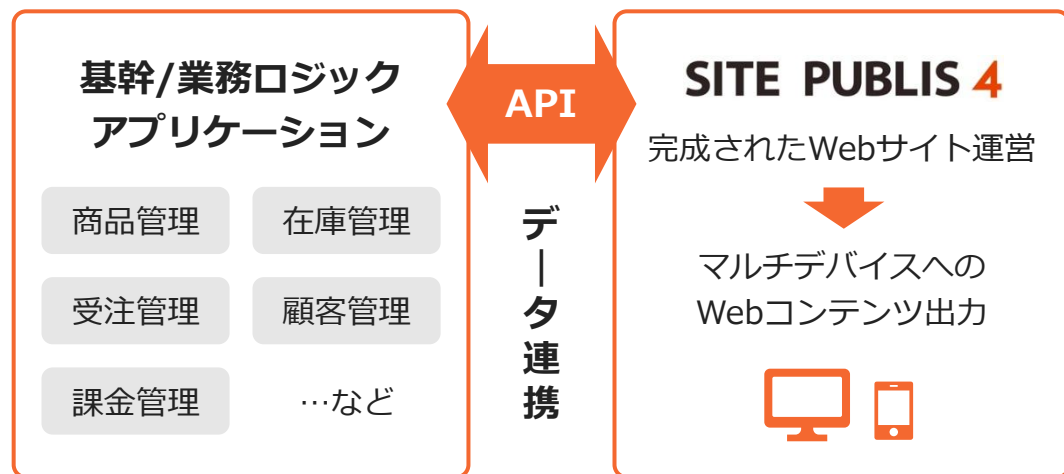 基幹/業務ロジック
アプリケーション
商品管理
在庫管理
受注管理
顧客管理
課金管理
…など
API
データ連携
SITE PUBLIS 4
完成されたWebサイト運営
マルチデバイスへの
Webコンテンツ出力